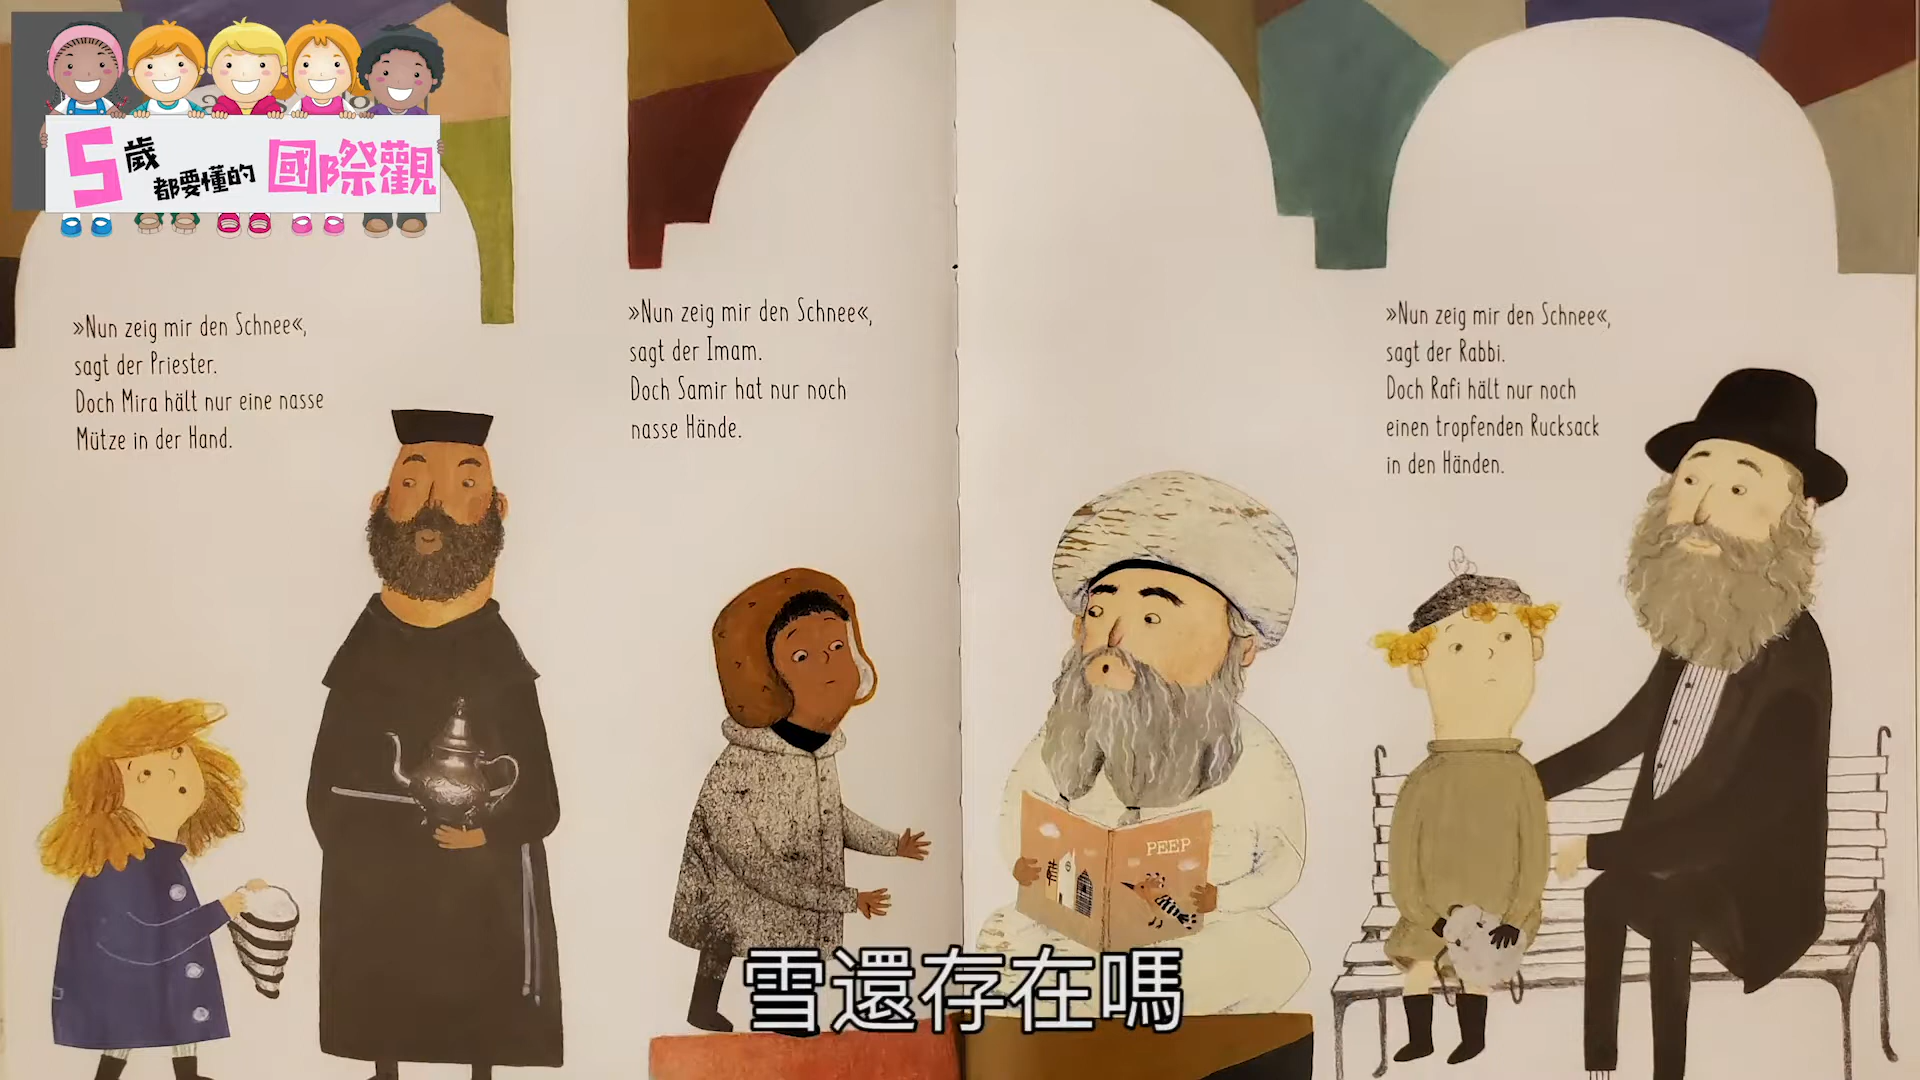 5歲
都要懂的
國際觀
»Nun zeig mir den Schnee«,
sagt der Priester.
Doch Mira hält nur eine nasse
Mütze in der Hand.
»Nun zeig mir den Schnee«,
sagt der Imam.
Doch Samir hat nur noch
nasse Hände.
»Nun zeig mir den Schnee«,
sagt der Rabbi.
Doch Rafi hält nur noch
einen tropfenden Rucksack
in den Händen.
PEEP
雪還存在嗎